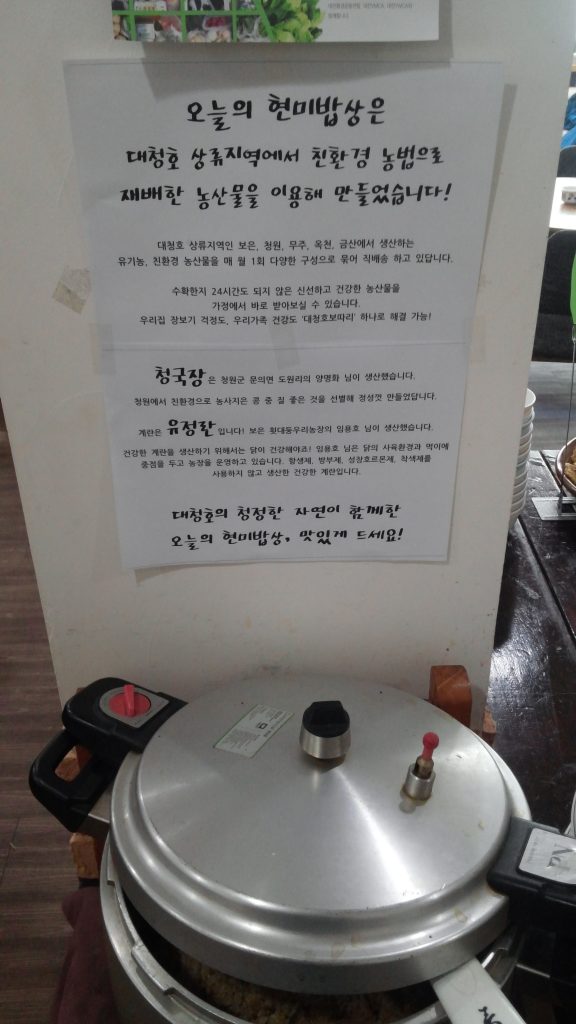 오늘의 현미밥상은
대청호 상류지역에서 친환경 농법으로
재배한 농산물을 이용해 만들었습니다!
대청호 상류지역인 보은, 청원, 무주, 옥천, 금산에서 생산하는
유기농, 친환경 농산물을 매 월 1회 다양한 구성으로 묶어 직배송 하고 있답니다.
수확한지 24시간도 되지 않은 신선하고 건강한 농산물을
가정에서 바로 받아보실 수 있습니다.
우리집 장보기 걱정도, 우리가족 건강도 '대청호보따리' 하나로 해결 가능!
청국장은 청원군 문의면 도원리의 양명화 님이 생산했습니다.
청원에서 친환경으로 농사지은 콩 중 질 좋은 것을 선별해 정성껏 만들었답니다.
계란은 유정란입니다! 보은 횟대동우리농장의 임용호 님이 생산했습니다.
건강한 계란을 생산하기 위해서는 닭이 건강해야죠! 임용호 님은 닭의 사육환경과 먹이에
중점을 두고 농장을 운영하고 있습니다. 항생제, 방부제, 성장호르몬제, 착색제를
사용하지 않고 생산한 건강한 계란입니다.
대청호의 청정한 자연이 함께한
오늘의 현미밥상, 맛있게 드세요!